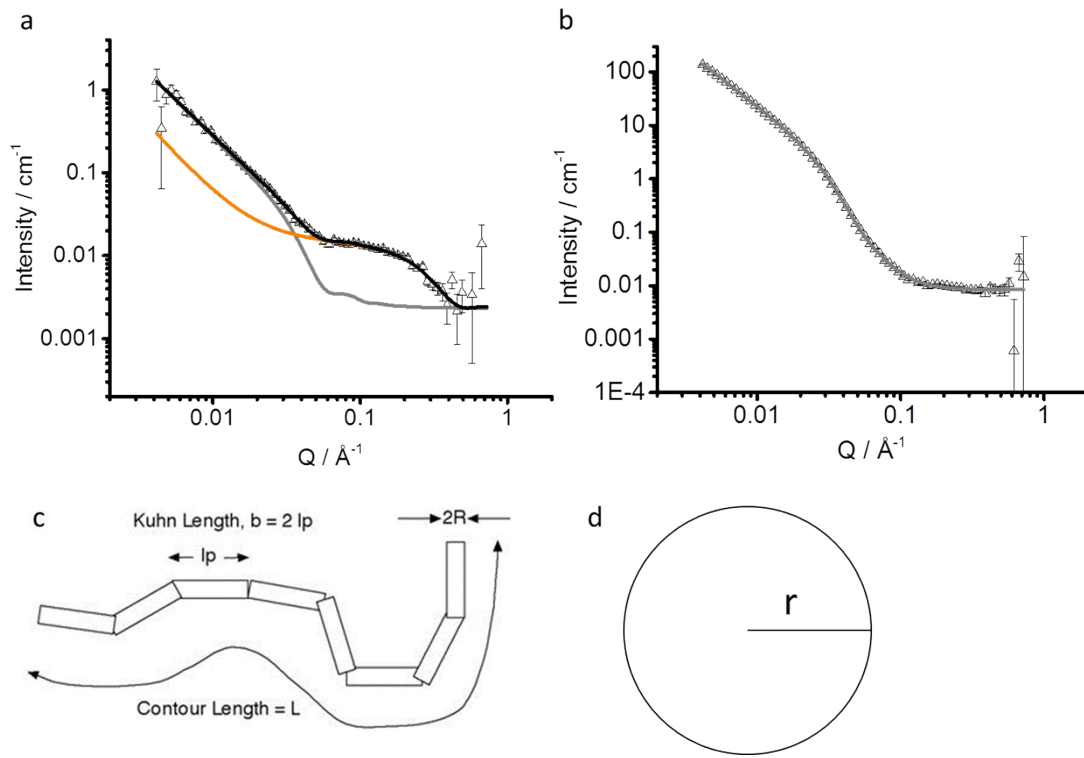 a
1
0.1
0.01
0.001
Intensity / cm⁻¹
0.01
0.1
1
Q / Å⁻¹
b
100
10
1
0.1
0.01
1E-4
Intensity / cm⁻¹
0.01
0.1
1
Q / Å⁻¹
c
Kuhn Length, b = 2 lp
lp
2R
Contour Length = L
d
r